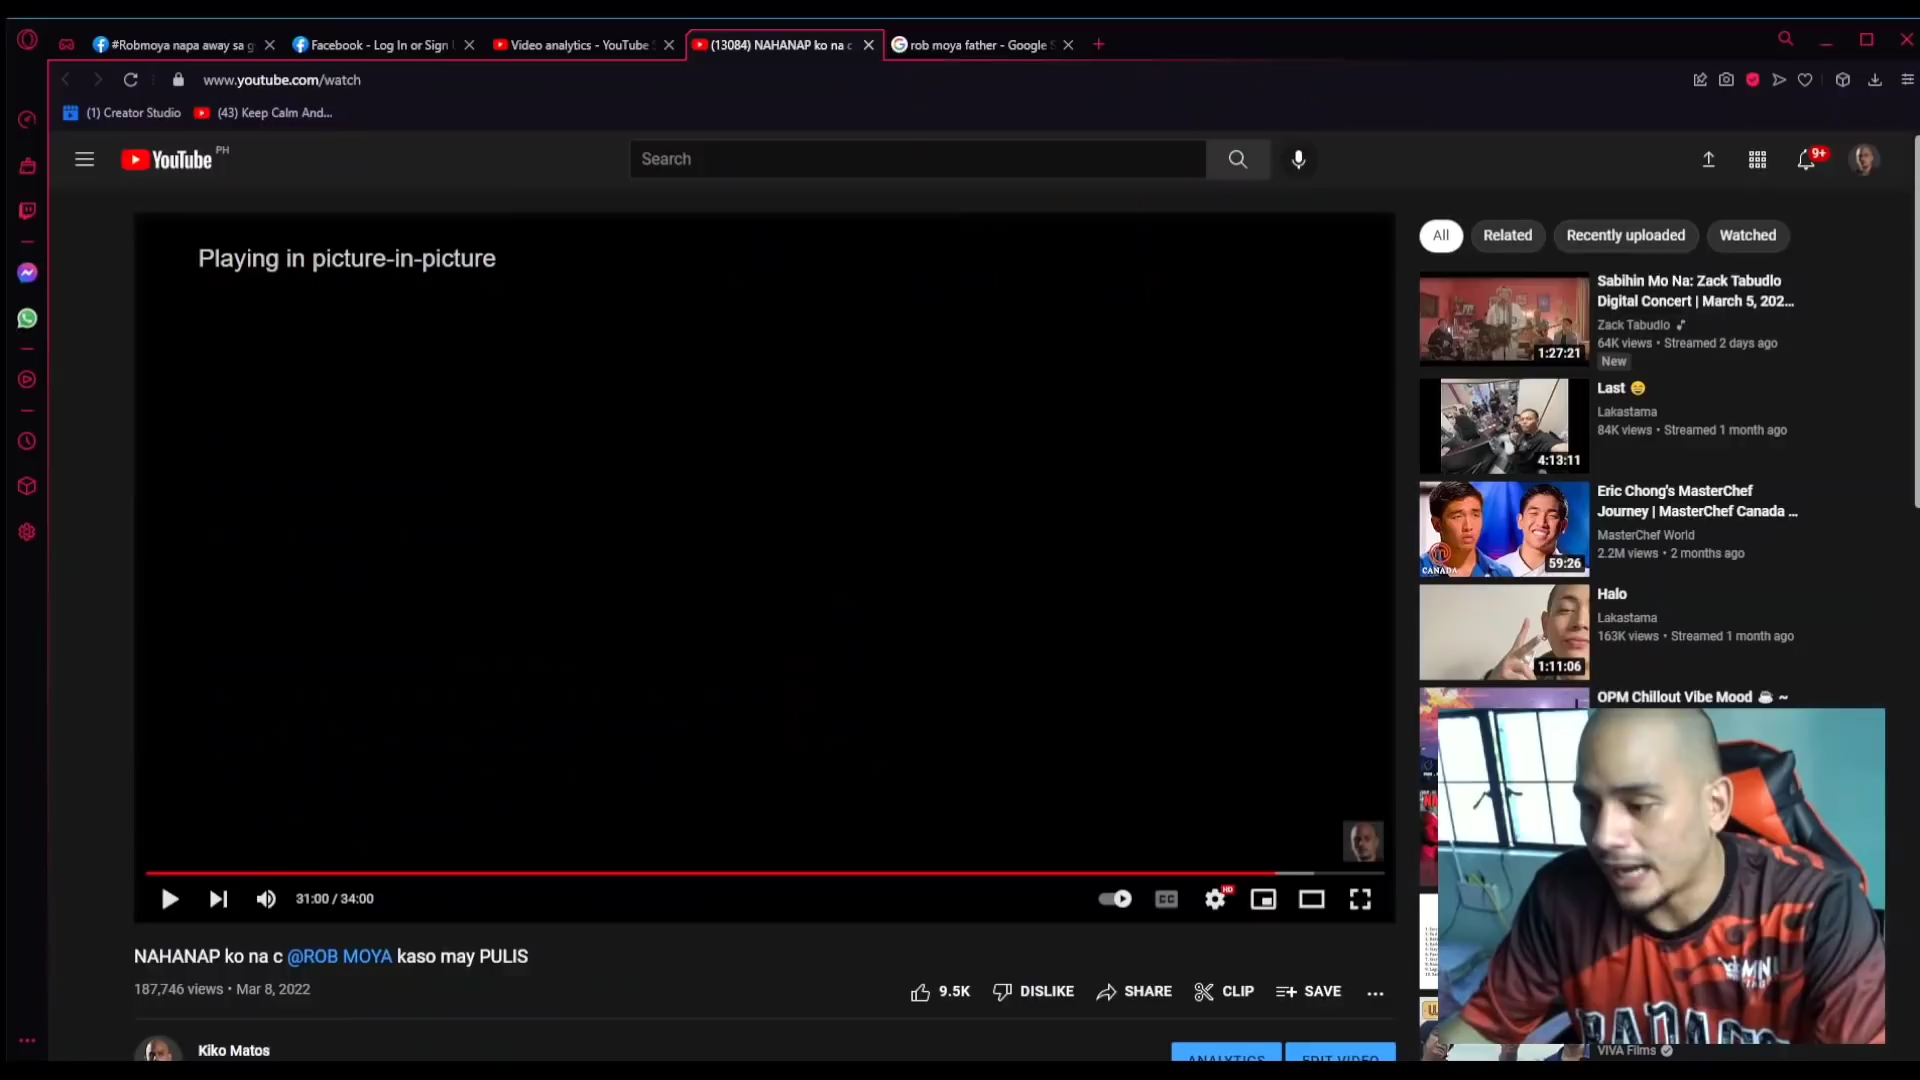 #Robmoya napa away sa g
Facebook - Log In or Sign
Video analytics - YouTube
(13084) NAHANAP ko na c
rob moya father - Google S
www.youtube.com/watch
(1) Creator Studio
(43) Keep Calm And...
YouTube PH
Search
9+
Playing in picture-in-picture
All
Related
Recently uploaded
Watched
Sabihin Mo Na: Zack Tabudlo
Digital Concert | March 5, 202...
Zack Tabudlo
64K views • Streamed 2 days ago
New
1:27:21
Last 😄
Lakastama
84K views • Streamed 1 month ago
4:13:11
Eric Chong's MasterChef
Journey | MasterChef Canada ...
MasterChef World
2.2M views • 2 months ago
CANADA
59:26
Halo
Lakastama
163K views • Streamed 1 month ago
1:11:06
OPM Chillout Vibe Mood ☕ ~
31:00 / 34:00
CC
HD
NAHANAP ko na c @ROB MOYA kaso may PULIS
187,746 views • Mar 8, 2022
9.5K
DISLIKE
SHARE
CLIP
SAVE
...
Kiko Matos
ANALYTICS
EDIT VIDEO
VIVA Films